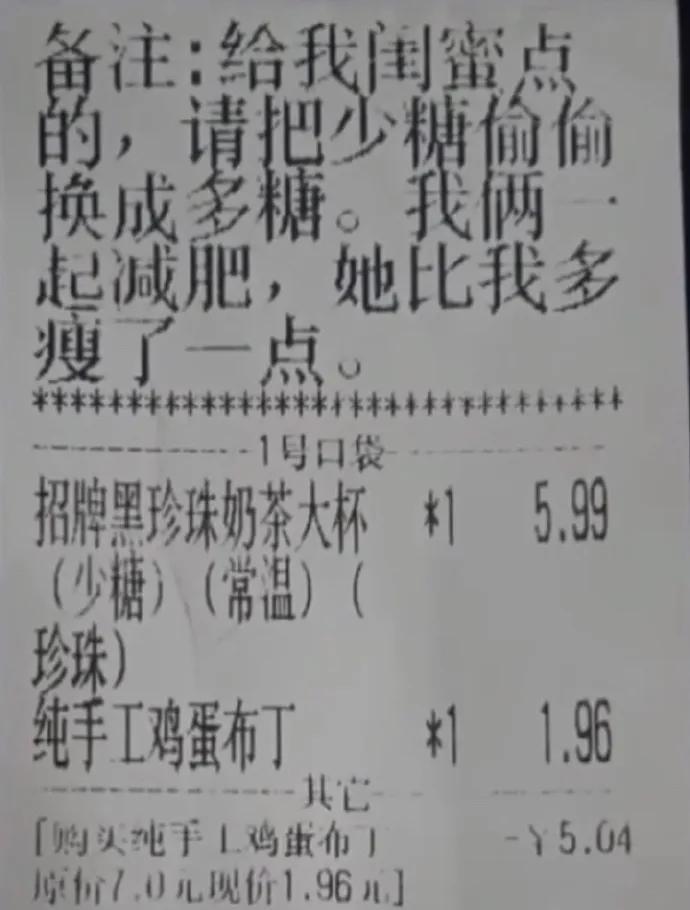 备注:给我闺蜜点
的，请把少糖偷偷
换成多糖。我俩一
起减肥，她比我多
瘦了一点。
******************************
1号口袋
招牌黑珍珠奶茶大杯 *1 5.99
（少糖）（常温）（
珍珠）
纯手工鸡蛋布丁 *1 1.96
其它
[购买纯手工鸡蛋布丁 -￥5.04
原价7.0元现价1.96元]